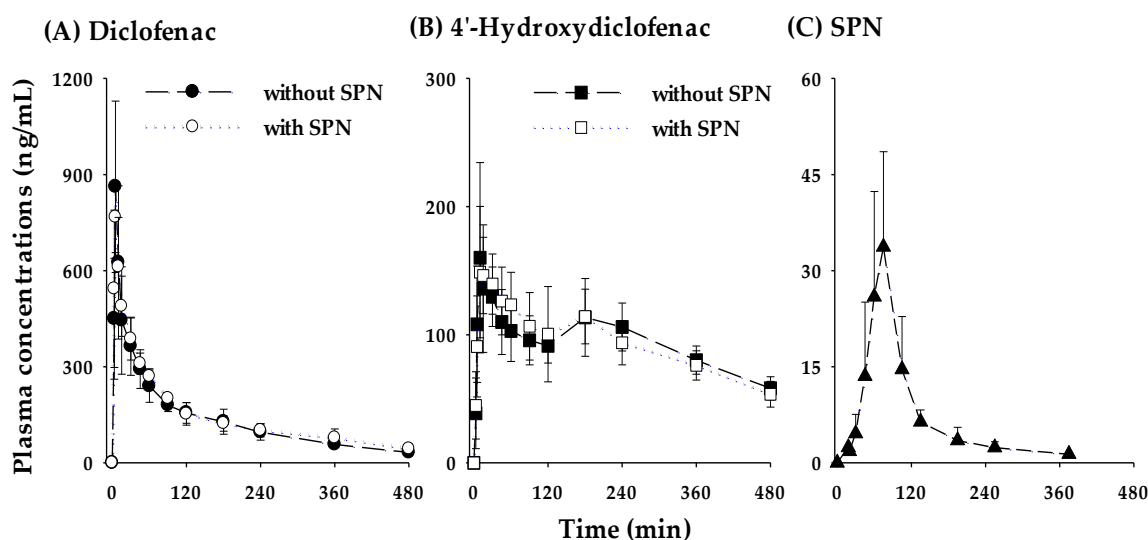 (A) Diclofenac
(B) 4'-Hydroxydiclofenac
(C) SPN
Plasma concentrations (ng/mL)
1200
900
600
300
0
without SPN
with SPN
0 120 240 360 480
300
200
100
0
without SPN
with SPN
0 120 240 360 480
60
45
30
15
0
0 120 240 360 480
Time (min)